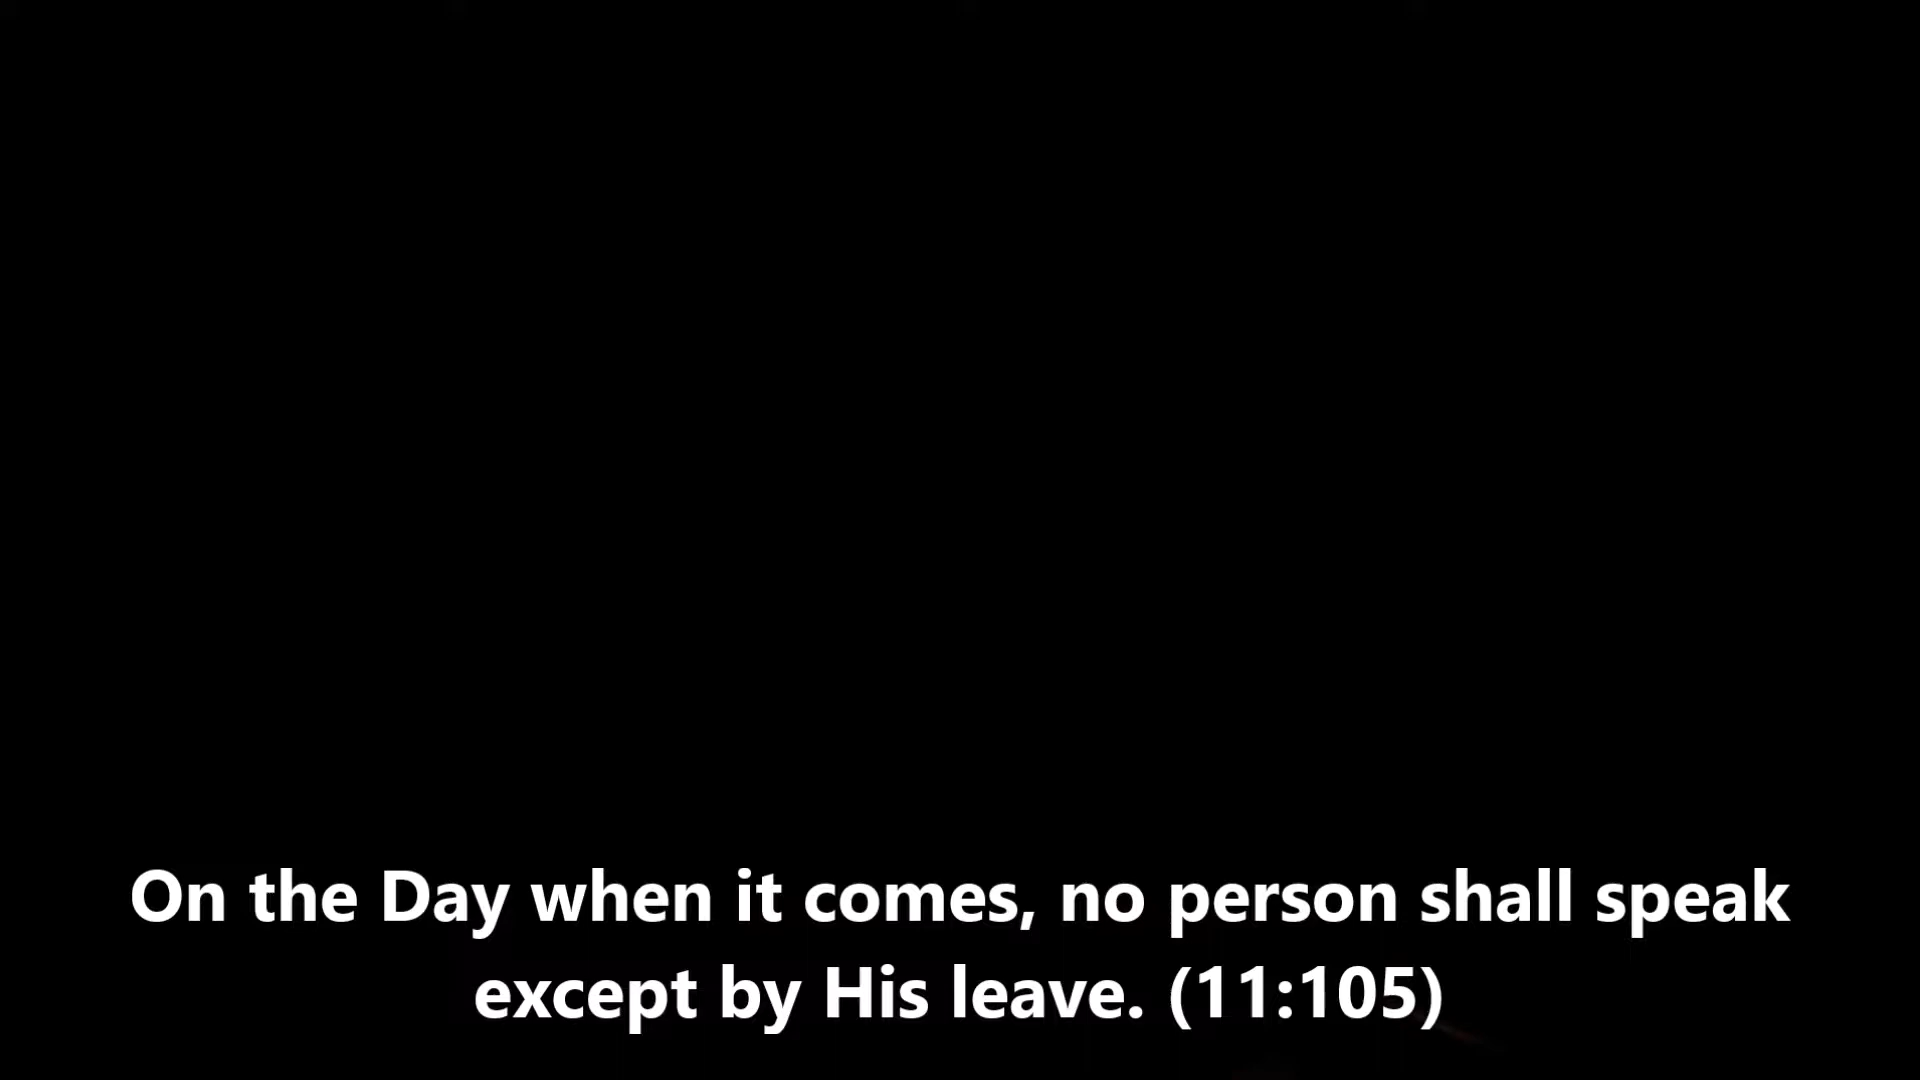 On the Day when it comes, no person shall speak
except by His leave. (11:105)